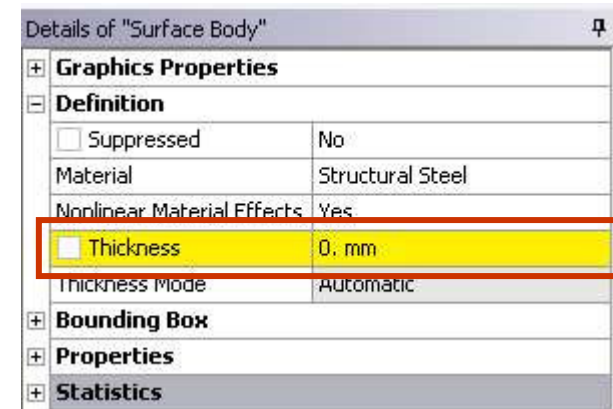 Details of "Surface Body"
Graphics Properties
Definition
Suppressed No
Material Structural Steel
Nonlinear Material Effects Yes
Thickness 0. mm
Thickness Mode Automatic
Bounding Box
Properties
Statistics